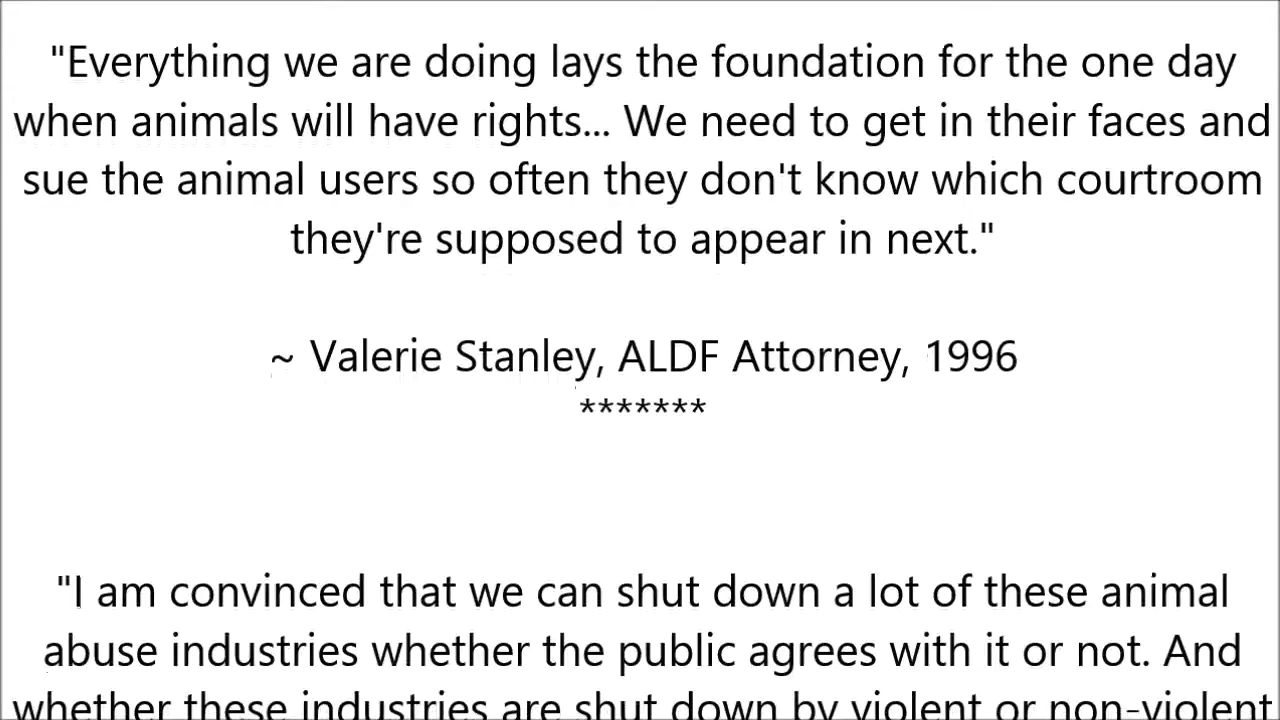 "Everything we are doing lays the foundation for the one day
when animals will have rights... We need to get in their faces and
sue the animal users so often they don't know which courtroom
they're supposed to appear in next."
~ Valerie Stanley, ALDF Attorney, 1996
*******
"I am convinced that we can shut down a lot of these animal
abuse industries whether the public agrees with it or not. And
whether these industries are shut down by violent or non-violent